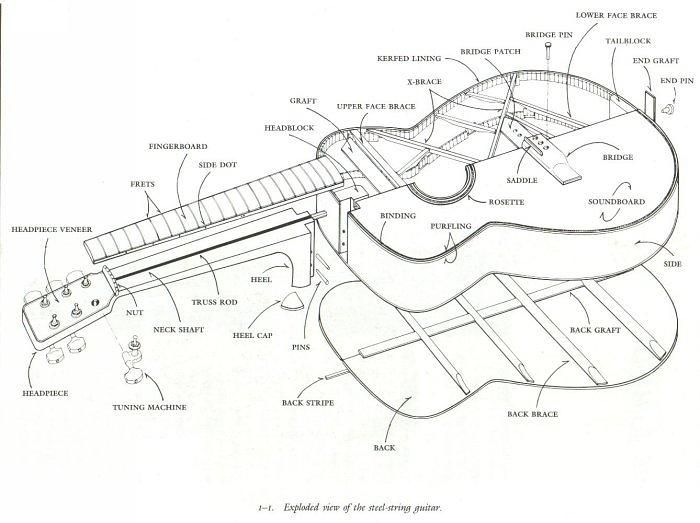 LOWER FACE BRACE
BRIDGE PIN
TAILBLOCK
BRIDGE PATCH
KERFED LINING
END GRAFT
X-BRACE
END PIN
GRAFT
UPPER FACE BRACE
HEADBLOCK
FINGERBOARD
SIDE DOT
BRIDGE
SADDLE
FRETS
ROSETTE
SOUNDBOARD
BINDING
PURFLING
HEADPIECE VENEER
SIDE
HEEL
TRUSS ROD
NUT
NECK SHAFT
HEEL CAP
BACK GRAFT
PINS
HEADPIECE
BACK STRIPE
TUNING MACHINE
BACK BRACE
BACK
1–1. Exploded view of the steel-string guitar.